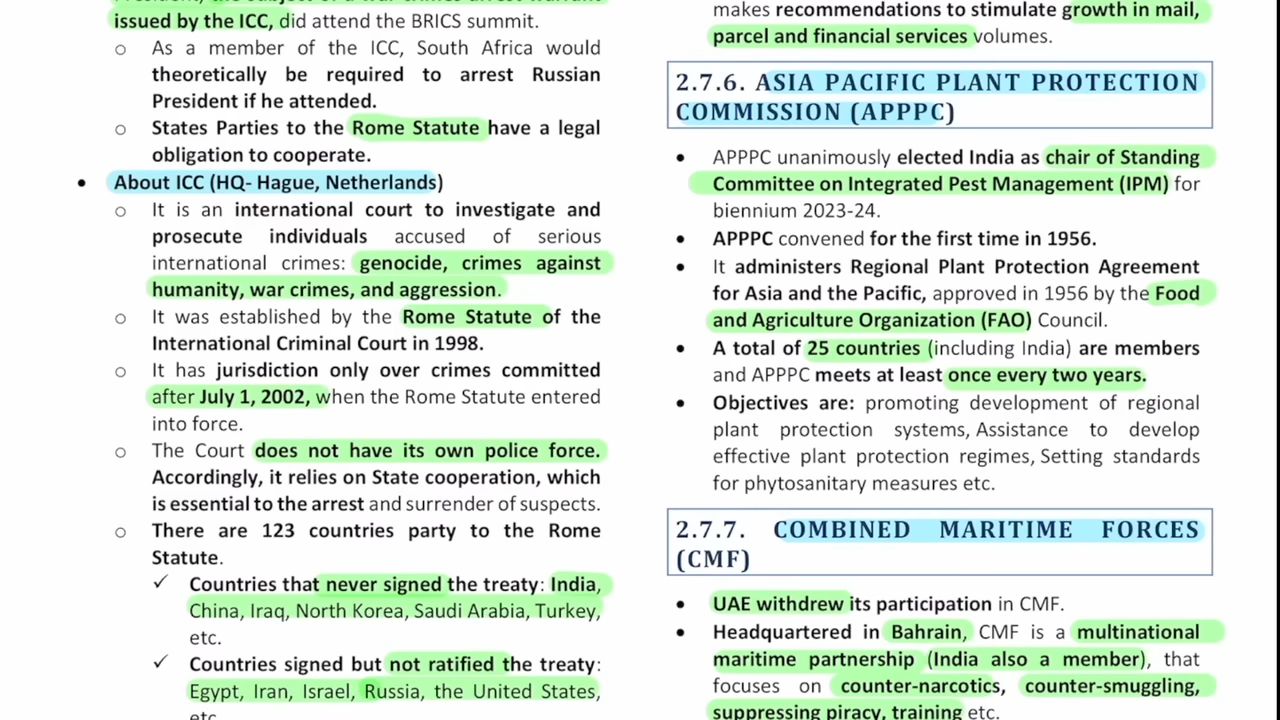 President, the subject of a war crimes arrest warrant
issued by the ICC, did attend the BRICS summit.
o As a member of the ICC, South Africa would
theoretically be required to arrest Russian
President if he attended.
o States Parties to the Rome Statute have a legal
obligation to cooperate.
• About ICC (HQ- Hague, Netherlands)
o It is an international court to investigate and
prosecute individuals accused of serious
international crimes: genocide, crimes against
humanity, war crimes, and aggression.
o It was established by the Rome Statute of the
International Criminal Court in 1998.
o It has jurisdiction only over crimes committed
after July 1, 2002, when the Rome Statute entered
into force.
o The Court does not have its own police force.
Accordingly, it relies on State cooperation, which
is essential to the arrest and surrender of suspects.
o There are 123 countries party to the Rome
Statute.
✓ Countries that never signed the treaty: India,
China, Iraq, North Korea, Saudi Arabia, Turkey,
etc.
✓ Countries signed but not ratified the treaty:
Egypt, Iran, Israel, Russia, the United States,
etc.
makes recommendations to stimulate growth in mail,
parcel and financial services volumes.
2.7.6. ASIA PACIFIC PLANT PROTECTION
COMMISSION (APPPC)
• APPPC unanimously elected India as chair of Standing
Committee on Integrated Pest Management (IPM) for
biennium 2023-24.
• APPPC convened for the first time in 1956.
• It administers Regional Plant Protection Agreement
for Asia and the Pacific, approved in 1956 by the Food
and Agriculture Organization (FAO) Council.
• A total of 25 countries (including India) are members
and APPPC meets at least once every two years.
• Objectives are: promoting development of regional
plant protection systems, Assistance to develop
effective plant protection regimes, Setting standards
for phytosanitary measures etc.
2.7.7. COMBINED MARITIME FORCES
(CMF)
• UAE withdrew its participation in CMF.
• Headquartered in Bahrain, CMF is a multinational
maritime partnership (India also a member), that
focuses on counter-narcotics, counter-smuggling,
suppressing piracy, training etc.